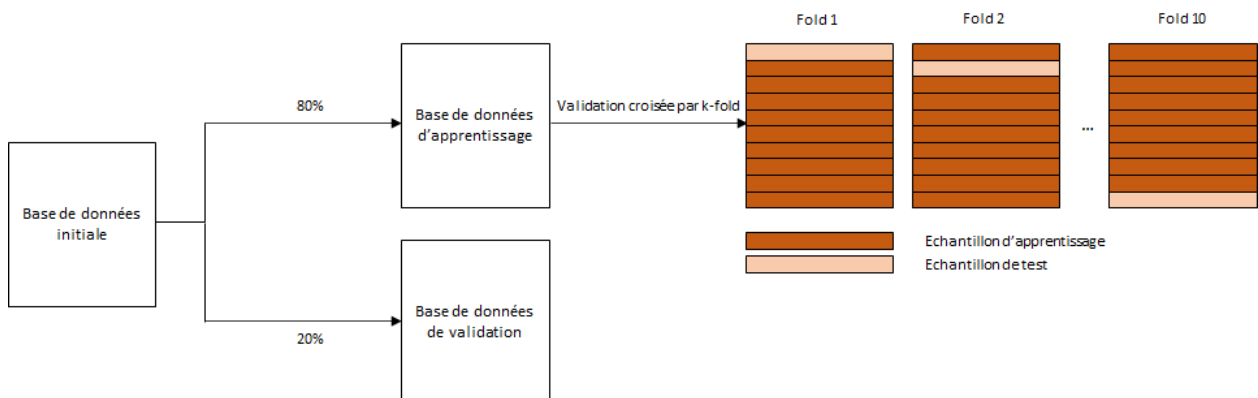 Fold 1
Fold 2
Fold 10
80%
Base de données
d'apprentissage
Validation croisée par k-fold
...
Base de données
initiale
Echantillon d'apprentissage
Echantillon de test
Base de données
de validation
20%